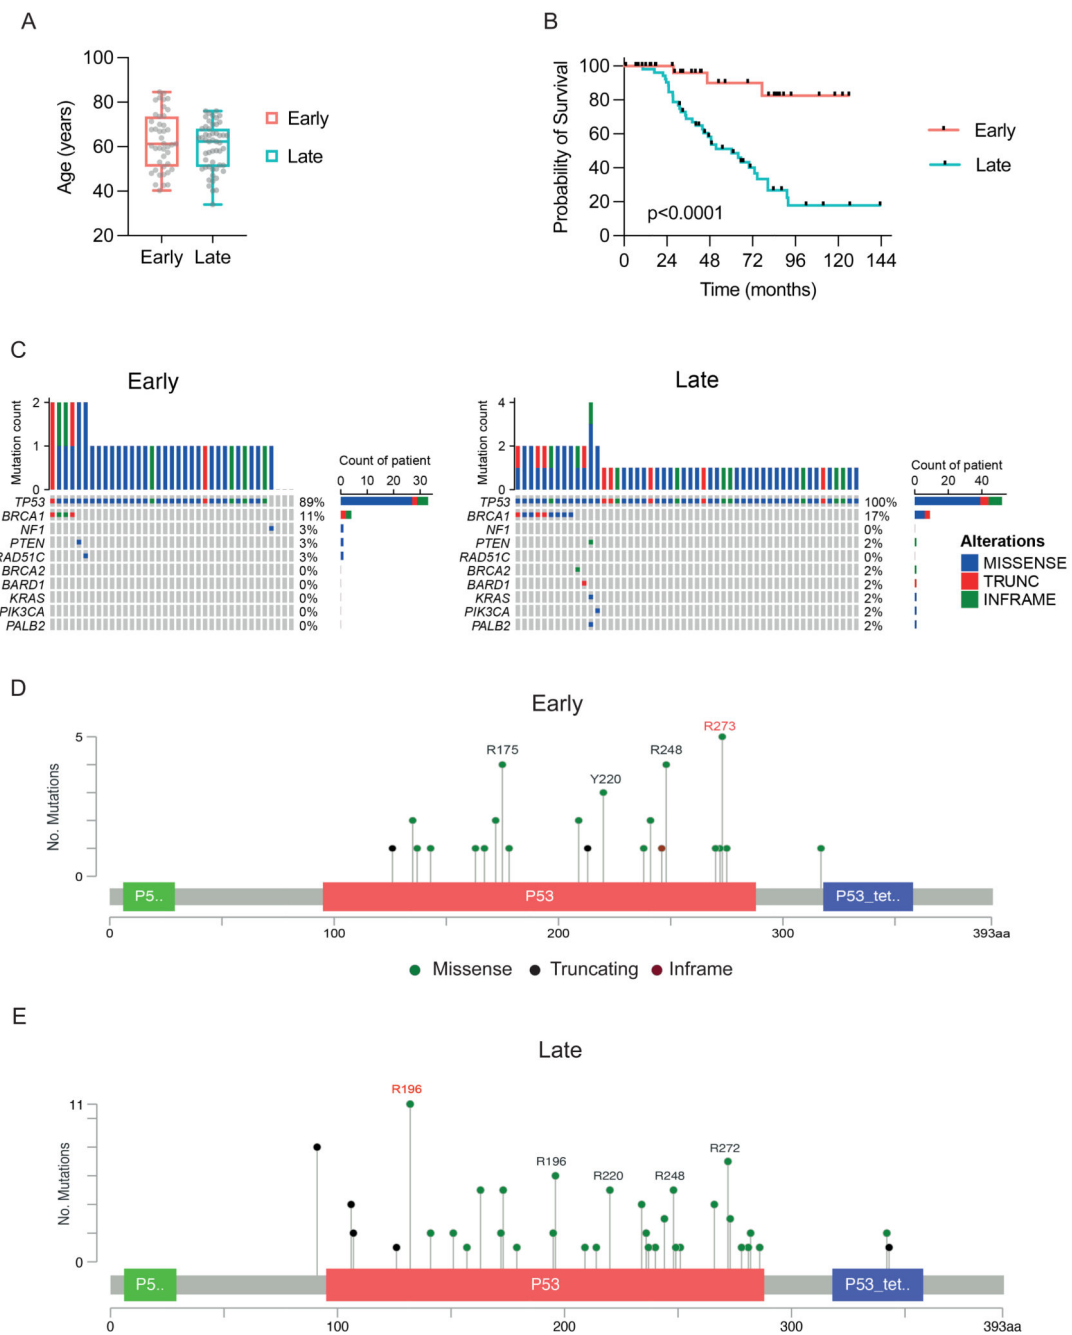 A
100
80
60
40
20
Age (years)
Early Late
Early
Late
B
100
80
60
40
20
0
Probability of Survival
p<0.0001
0 24 48 72 96 120 144
Time (months)
Early
Late
C
Early
Mutation count
2
1
0
Count of patient
0 10 20 30
TP53 89%
BRCA1 11%
NF1 3%
PTEN 3%
RAD51C 3%
BRCA2 0%
BARD1 0%
KRAS 0%
PIK3CA 0%
PALB2 0%
Late
Mutation count
4
2
0
Count of patient
0 20 40
TP53 100%
BRCA1 17%
NF1 0%
PTEN 2%
RAD51C 0%
BRCA2 2%
BARD1 2%
KRAS 2%
PIK3CA 2%
PALB2 2%
Alterations
MISSENSE
TRUNC
INFRAME
D
Early
No. Mutations
5
0
R175
Y220
R248
R273
P5..
P53
P53_tet..
0 100 200 300 393aa
Missense Truncating Inframe
E
Late
No. Mutations
11
0
R196
R196
R220
R248
R272
P5..
P53
P53_tet..
0 100 200 300 393aa